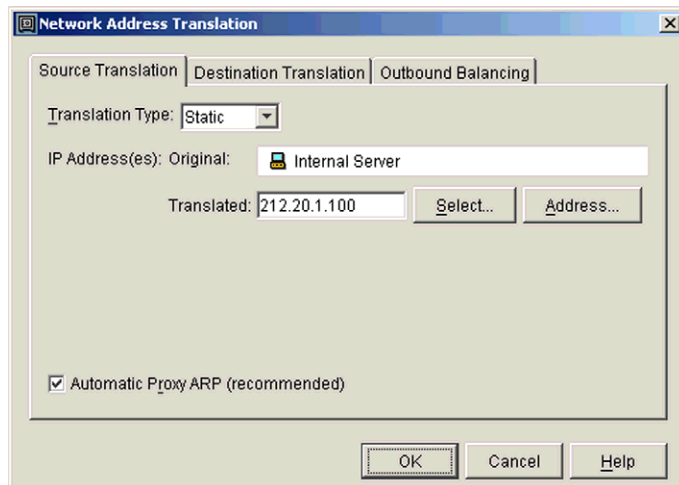 Network Address Translation
Source Translation Destination Translation Outbound Balancing
Translation Type: Static
IP Address(es): Original: Internal Server
Translated: 212.20.1.100 Select... Address...
Automatic Proxy ARP (recommended)
OK Cancel Help